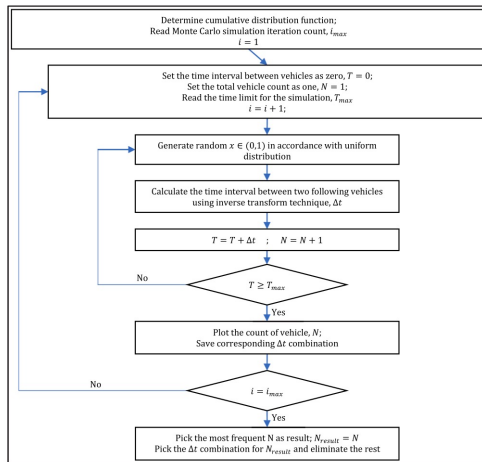 Determine cumulative distribution function;
Read Monte Carlo simulation iteration count, i_max
i = 1
Set the time interval between vehicles as zero, T = 0;
Set the total vehicle count as one, N = 1;
Read the time limit for the simulation, T_max
i = i + 1;
Generate random x ∈ (0,1) in accordance with uniform
distribution
Calculate the time interval between two following vehicles
using inverse transform technique, Δt
T = T + Δt ; N = N + 1
No
T ≥ T_max
Yes
Plot the count of vehicle, N;
Save corresponding Δt combination
No
i = i_max
Yes
Pick the most frequent N as result; N_result = N
Pick the Δt combination for N_result and eliminate the rest